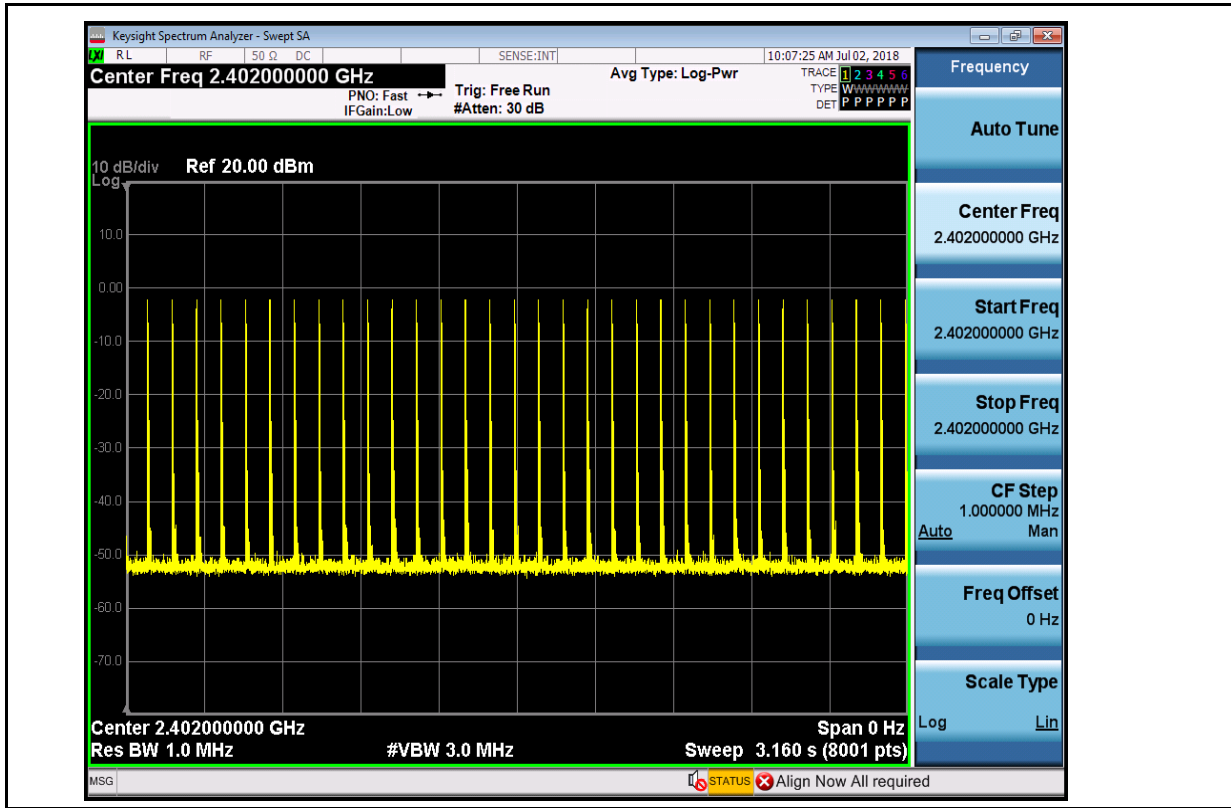 Keysight Spectrum Analyzer - Swept SA
LXI RL RF 50 Ω DC SENSE:INT 10:07:25 AM Jul 02, 2018
Center Freq 2.402000000 GHz
PNO: Fast
IFGain:Low
Trig: Free Run
#Atten: 30 dB
Avg Type: Log-Pwr
TRACE 1 2 3 4 5 6
TYPE WWWWWW
DET P P P P P P
10 dB/div Ref 20.00 dBm
Log
10.0
0.00
-10.0
-20.0
-30.0
-40.0
-50.0
-60.0
-70.0
Center 2.402000000 GHz Span 0 Hz
Res BW 1.0 MHz #VBW 3.0 MHz Sweep 3.160 s (8001 pts)
MSG STATUS Align Now All required
Frequency
Auto Tune
Center Freq
2.402000000 GHz
Start Freq
2.402000000 GHz
Stop Freq
2.402000000 GHz
CF Step
1.000000 MHz
Auto Man
Freq Offset
0 Hz
Scale Type
Log Lin